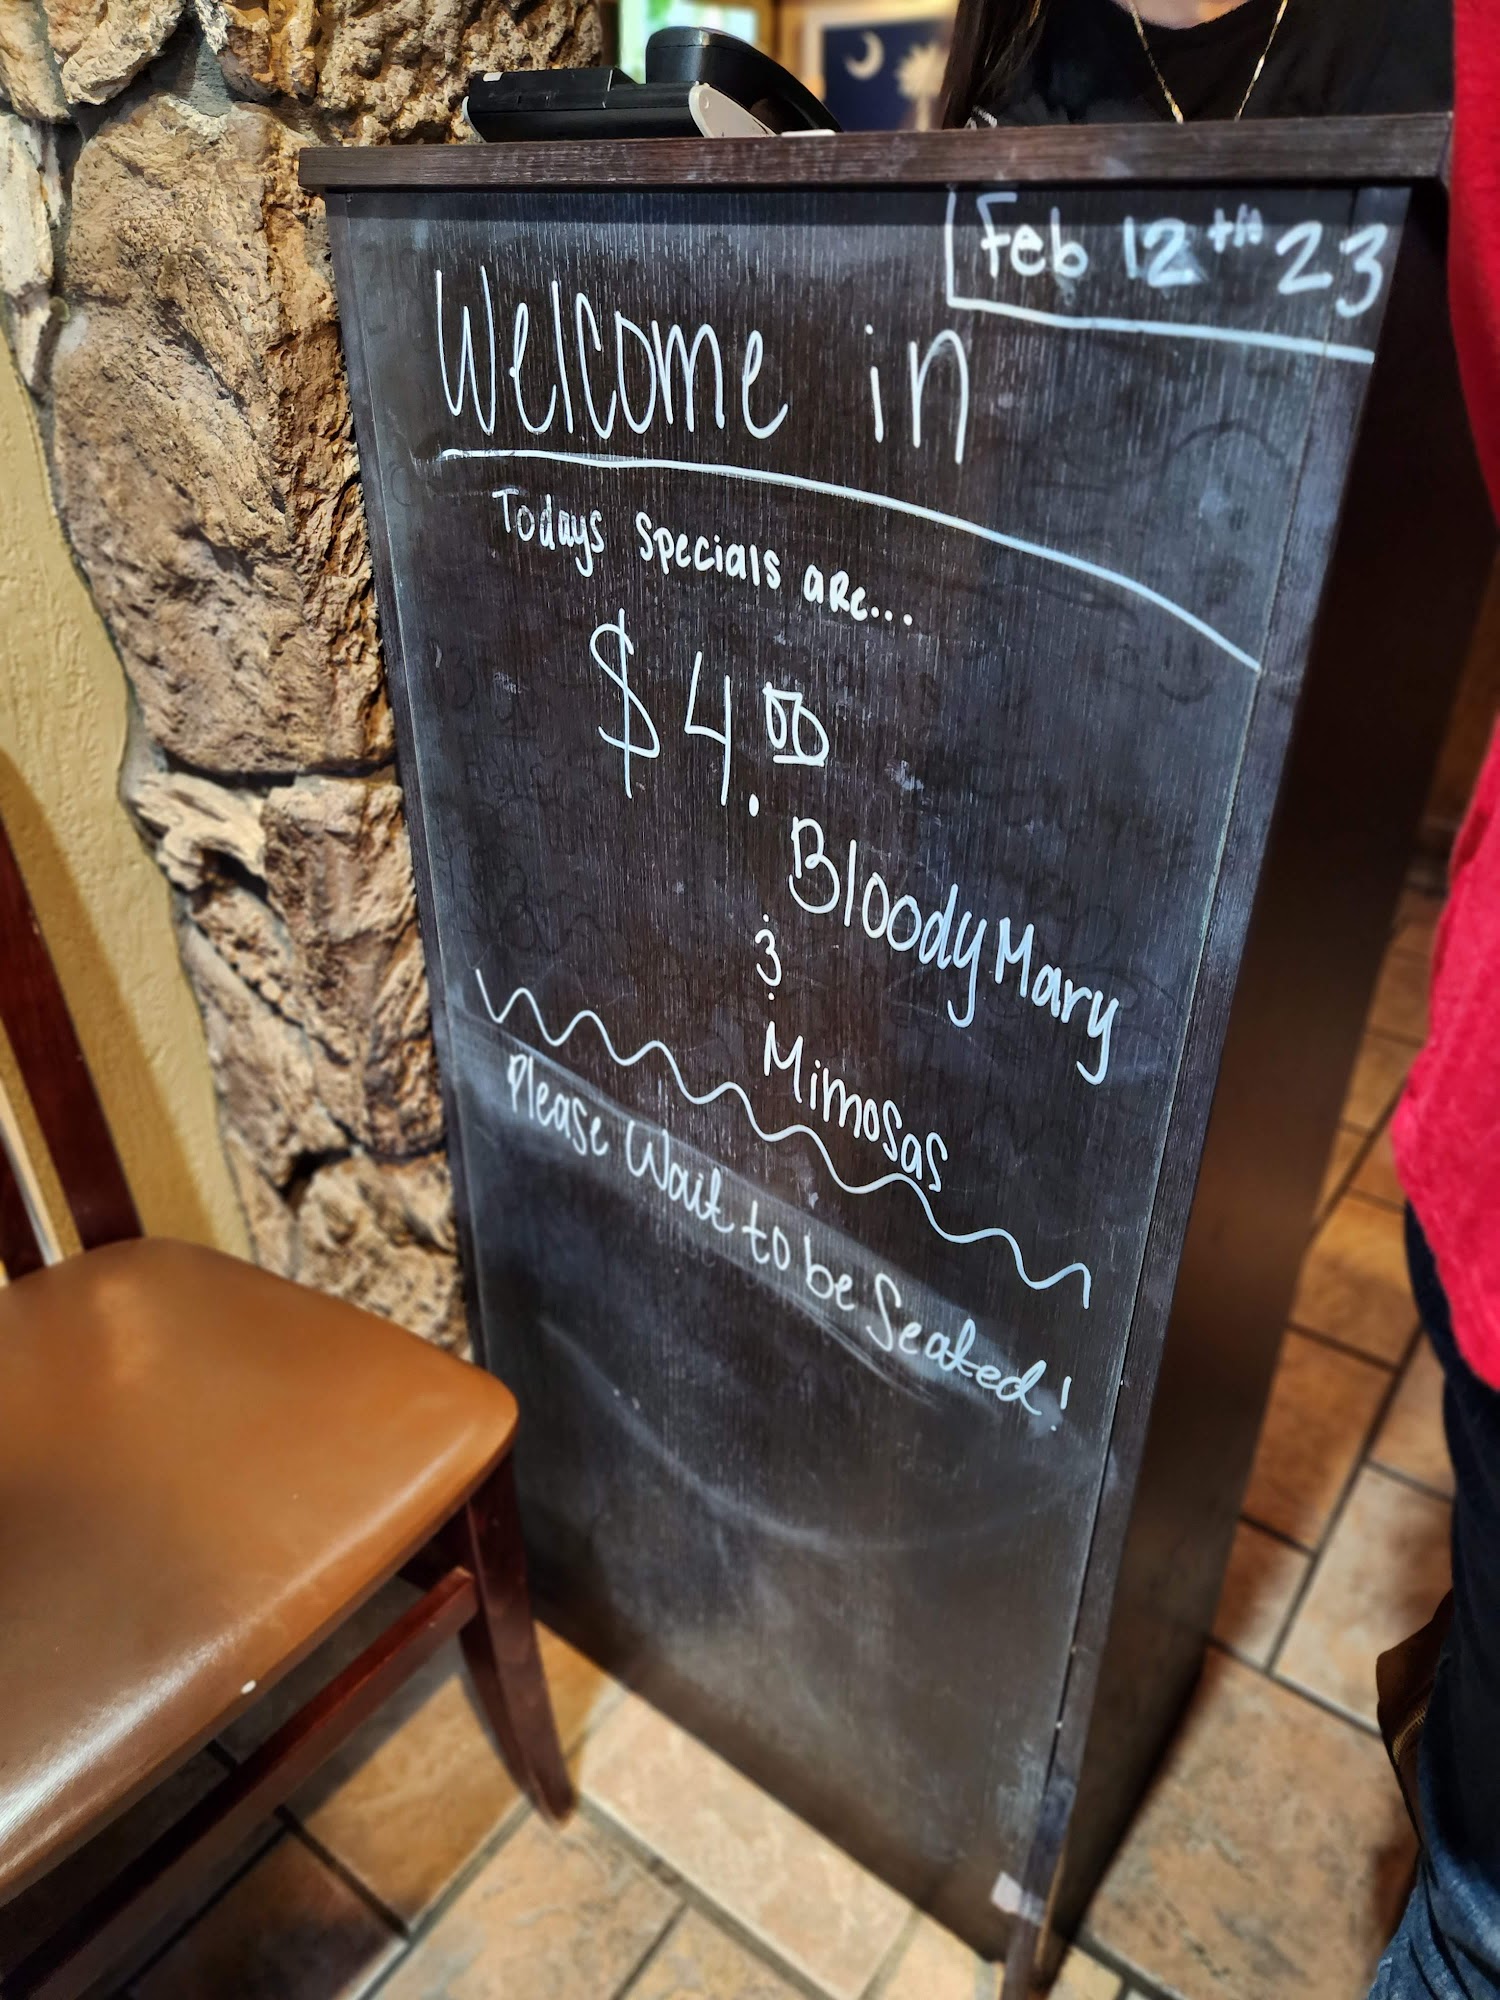 Feb 12th 23
Welcome in
Todays specials are...
$4.00
Bloody Mary
&
Mimosas
Please Wait to be Seated!